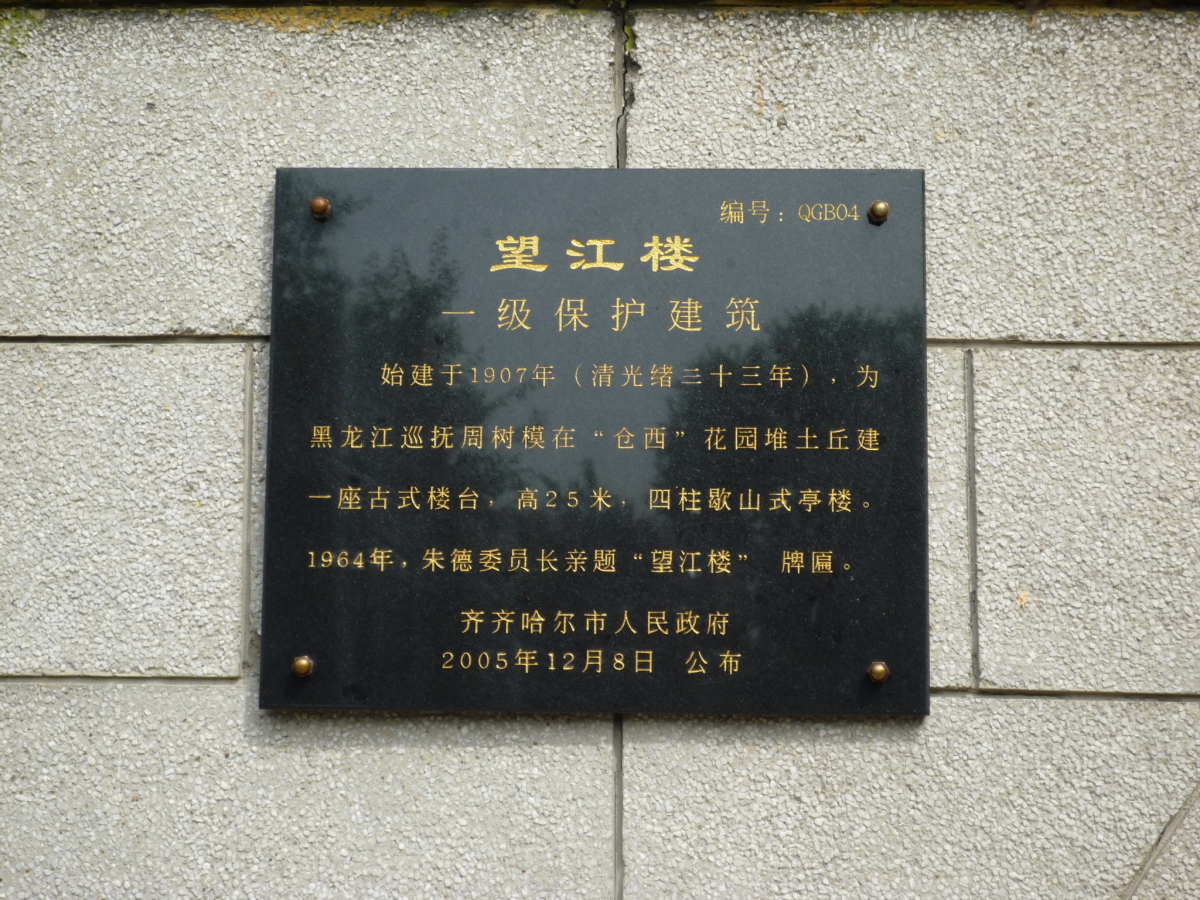 编号：QGB04
望江楼
一级保护建筑
始建于1907年（清光绪三十三年），为
黑龙江巡抚周树模在“仓西”花园堆土丘建
一座古式楼台，高25米，四柱歇山式亭楼。
1964年，朱德委员长亲题“望江楼” 牌匾。
齐齐哈尔市人民政府
2005年12月8日 公布